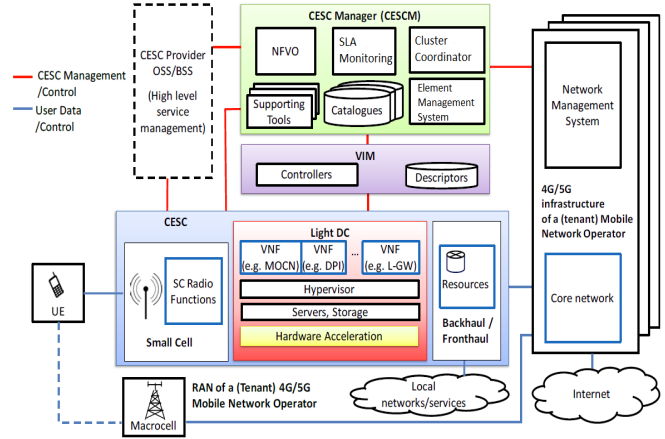 CESC Manager (CESCM)
CESC Provider
OSS/BSS
(High level
service
management)
NFVO
SLA
Monitoring
Cluster
Coordinator
Supporting
Tools
Catalogues
Element
Management
System
CESC Management
/Control
User Data
/Control
Network
Management
System
VIM
Controllers
Descriptors
4G/5G
infrastructure
of a (tenant) Mobile
Network Operator
CESC
Light DC
VNF
(e.g. MOCN)
VNF
(e.g. DPI)
...
VNF
(e.g. L-GW)
SC Radio
Functions
Small Cell
Hypervisor
Servers, Storage
Hardware Acceleration
Resources
Backhaul /
Fronthaul
Core network
UE
RAN of a (Tenant) 4G/5G
Mobile Network Operator
Macrocell
Local
networks/services
Internet